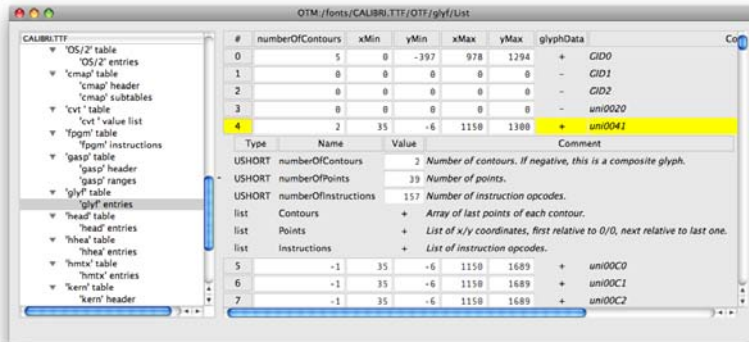 OTM:/fonts/CALIBRI.TTF/OTF/glyf/List
CALIBRI.TTF
'OS/2' table
'OS/2' entries
'cmap' table
'cmap' header
'cmap' subtables
'cvt ' table
'cvt ' value list
'fpgm' table
'fpgm' instructions
'gasp' table
'gasp' header
'gasp' ranges
'glyf' table
'glyf' entries
'head' table
'head' entries
'hhea' table
'hhea' entries
'hmtx' table
'hmtx' entries
'kern' table
'kern' header
# numberOfContours xMin yMin xMax yMax glyphData Co
0 5 0 -397 978 1294 + GID0
1 0 0 0 0 0 - GID1
2 0 0 0 0 0 - GID2
3 0 0 0 0 0 - uni0020
4 2 35 -6 1150 1300 + uni0041
Type Name Value Comment
USHORT numberOfContours 2 Number of contours. If negative, this is a composite glyph.
USHORT numberOfPoints 39 Number of points.
USHORT numberOfInstructions 157 Number of instruction opcodes.
list Contours + Array of last points of each contour.
list Points + List of x/y coordinates, first relative to 0/0, next relative to last one.
list Instructions + List of instruction opcodes.
5 -1 35 -6 1150 1689 + uni00C0
6 -1 35 -6 1150 1689 + uni00C1
7 -1 35 -6 1150 1689 + uni00C2